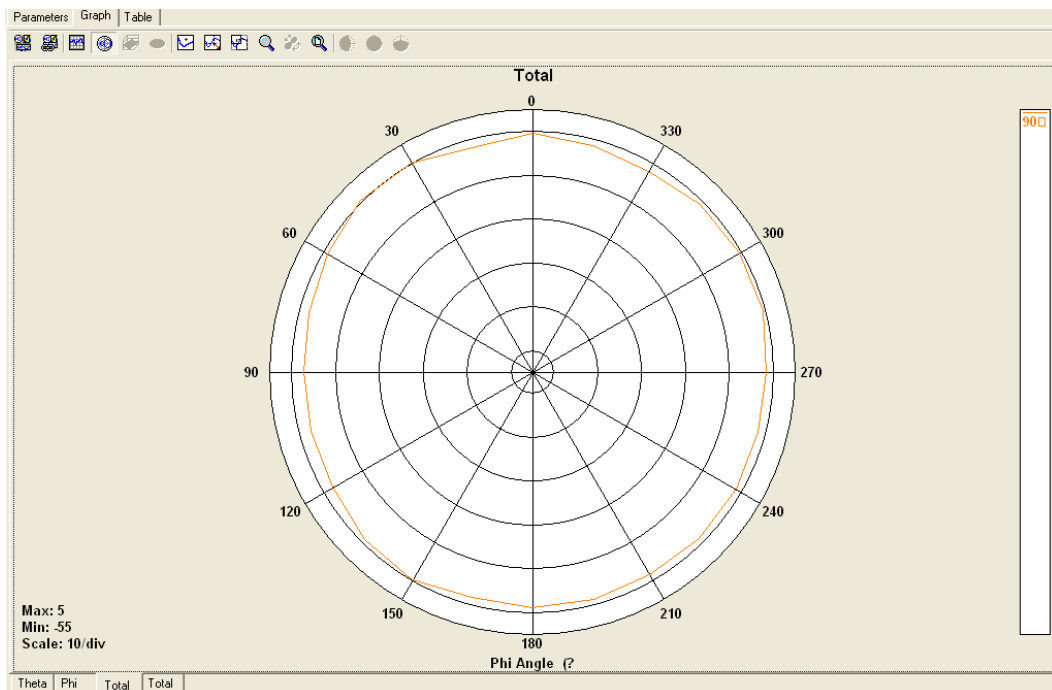 Parameters Graph Table
Total
0
30 330
90□
60 300
90 270
120 240
150 210
180
Max: 5
Min: -55
Scale: 10/div
Phi Angle (?
Theta Phi Total Total